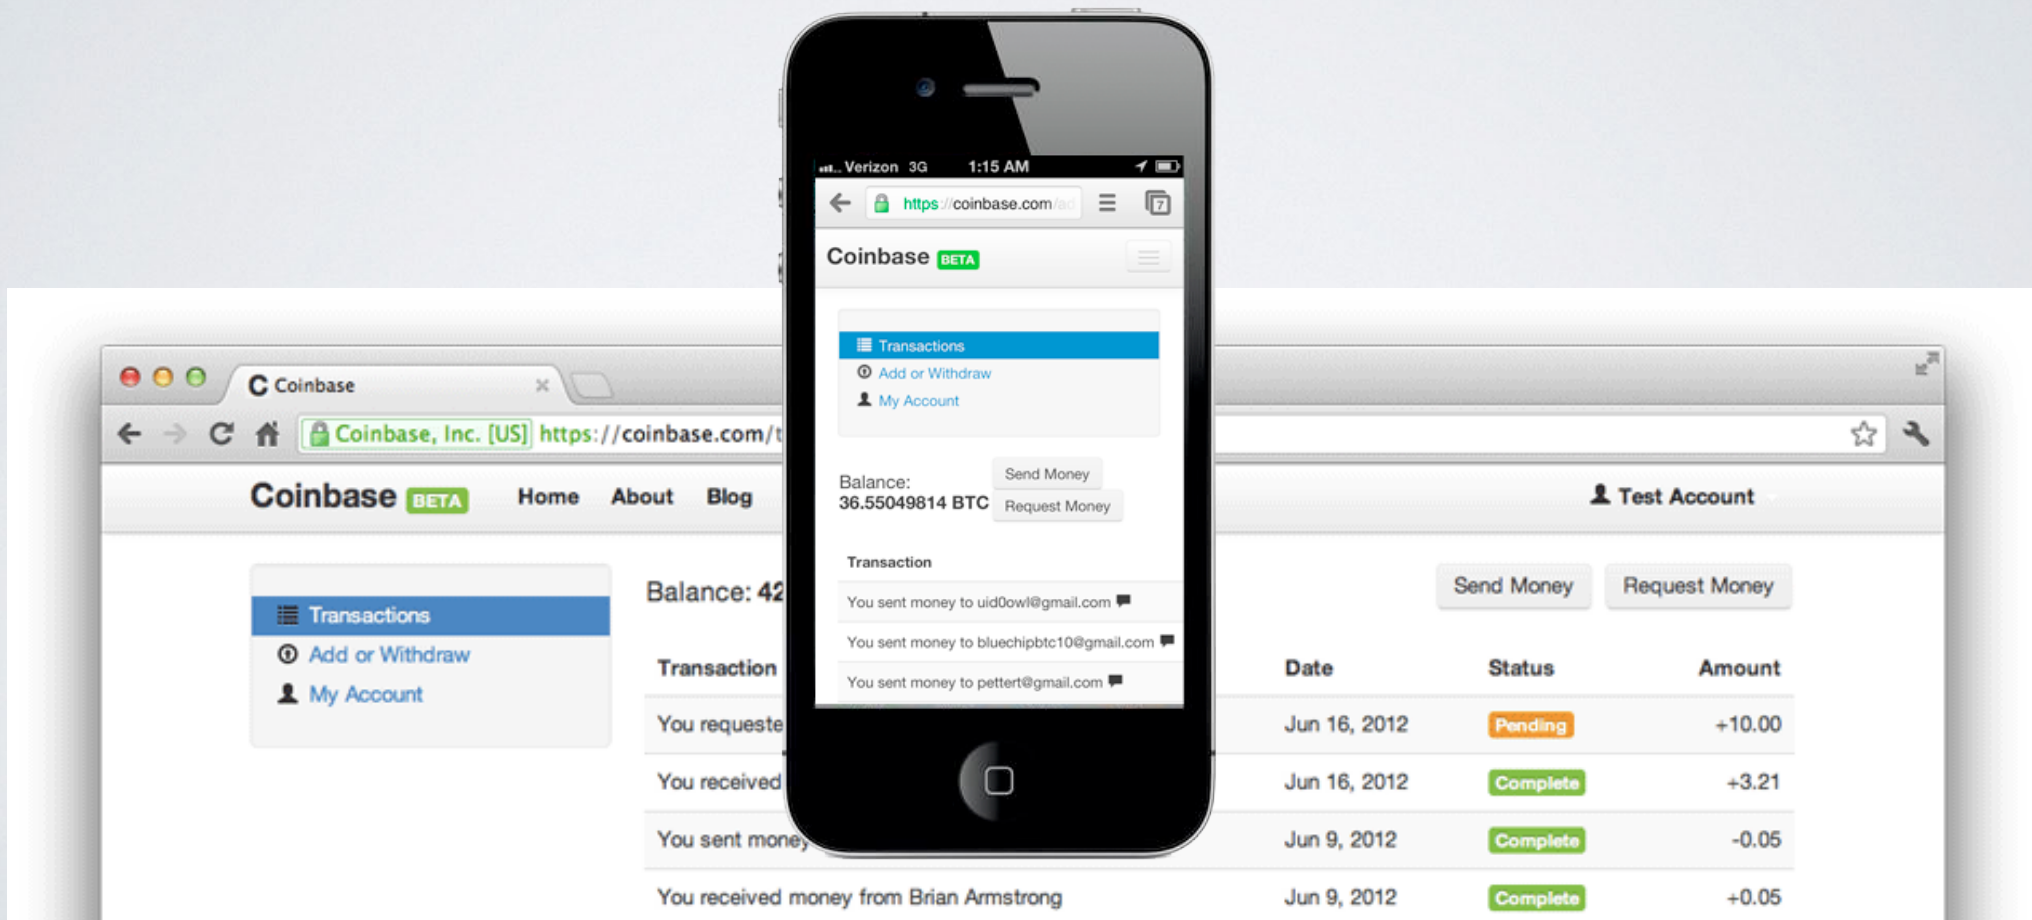 Verizon 3G 1:15 AM
https://coinbase.com/ad 7
Coinbase BETA
Transactions
Add or Withdraw
My Account
Balance:
36.55049814 BTC
Send Money
Request Money
Transaction
You sent money to uid0owl@gmail.com
You sent money to bluechipbtc10@gmail.com
You sent money to pettert@gmail.com
C Coinbase
Coinbase, Inc. [US] https://coinbase.com/t
Coinbase BETA Home About Blog Test Account
Transactions
Add or Withdraw
My Account
Balance: 42 Send Money Request Money
Transaction Date Status Amount
You requeste Jun 16, 2012 Pending +10.00
You received Jun 16, 2012 Complete +3.21
You sent money Jun 9, 2012 Complete -0.05
You received money from Brian Armstrong Jun 9, 2012 Complete +0.05